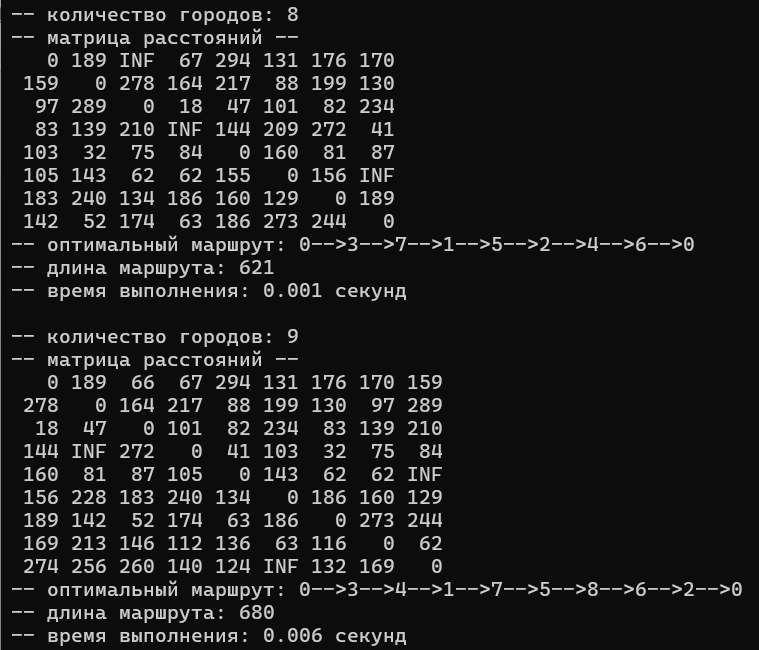 -- количество городов: 8
-- матрица расстояний --
0 189 INF 67 294 131 176 170
159 0 278 164 217 88 199 130
97 289 0 18 47 101 82 234
83 139 210 INF 144 209 272 41
103 32 75 84 0 160 81 87
105 143 62 62 155 0 156 INF
183 240 134 186 160 129 0 189
142 52 174 63 186 273 244 0
-- оптимальный маршрут: 0-->3-->7-->1-->5-->2-->4-->6-->0
-- длина маршрута: 621
-- время выполнения: 0.001 секунд
-- количество городов: 9
-- матрица расстояний --
0 189 66 67 294 131 176 170 159
278 0 164 217 88 199 130 97 289
18 47 0 101 82 234 83 139 210
144 INF 272 0 41 103 32 75 84
160 81 87 105 0 143 62 62 INF
156 228 183 240 134 0 186 160 129
189 142 52 174 63 186 0 273 244
169 213 146 112 136 63 116 0 62
274 256 260 140 124 INF 132 169 0
-- оптимальный маршрут: 0-->3-->4-->1-->7-->5-->8-->6-->2-->0
-- длина маршрута: 680
-- время выполнения: 0.006 секунд